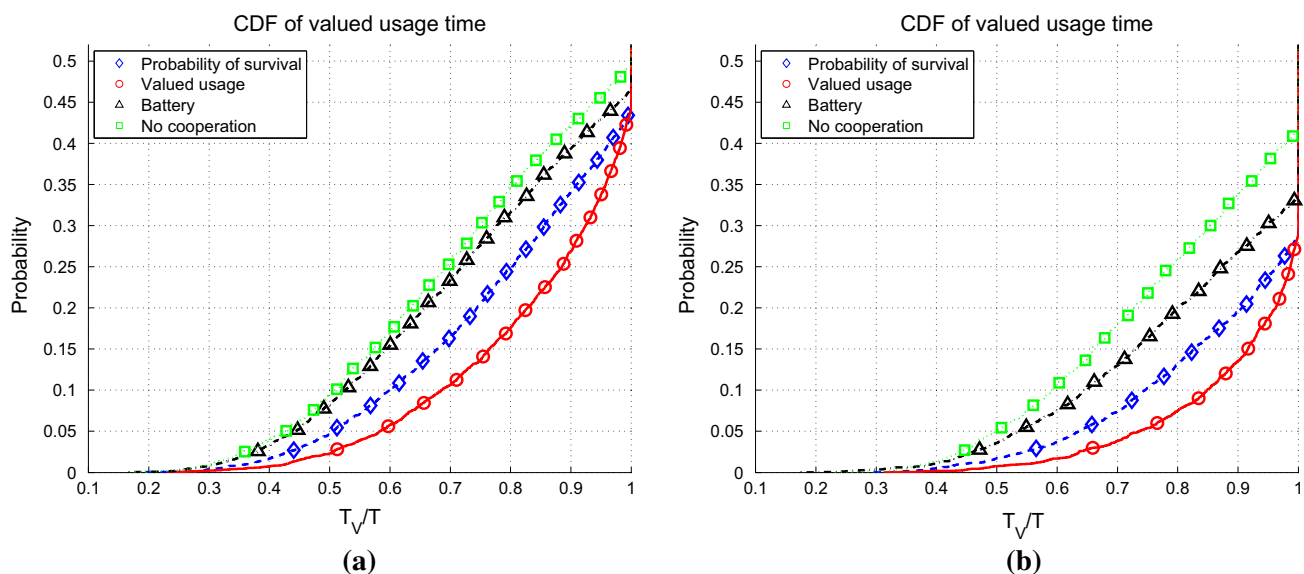 CDF of valued usage time
0.5
0.45
0.4
0.35
0.3
0.25
0.2
0.15
0.1
0.05
0
Probability
Probability of survival
Valued usage
Battery
No cooperation
0.1 0.2 0.3 0.4 0.5 0.6 0.7 0.8 0.9 1
T_V/T
(a)
CDF of valued usage time
0.5
0.45
0.4
0.35
0.3
0.25
0.2
0.15
0.1
0.05
0
Probability
Probability of survival
Valued usage
Battery
No cooperation
0.1 0.2 0.3 0.4 0.5 0.6 0.7 0.8 0.9 1
T_V/T
(b)